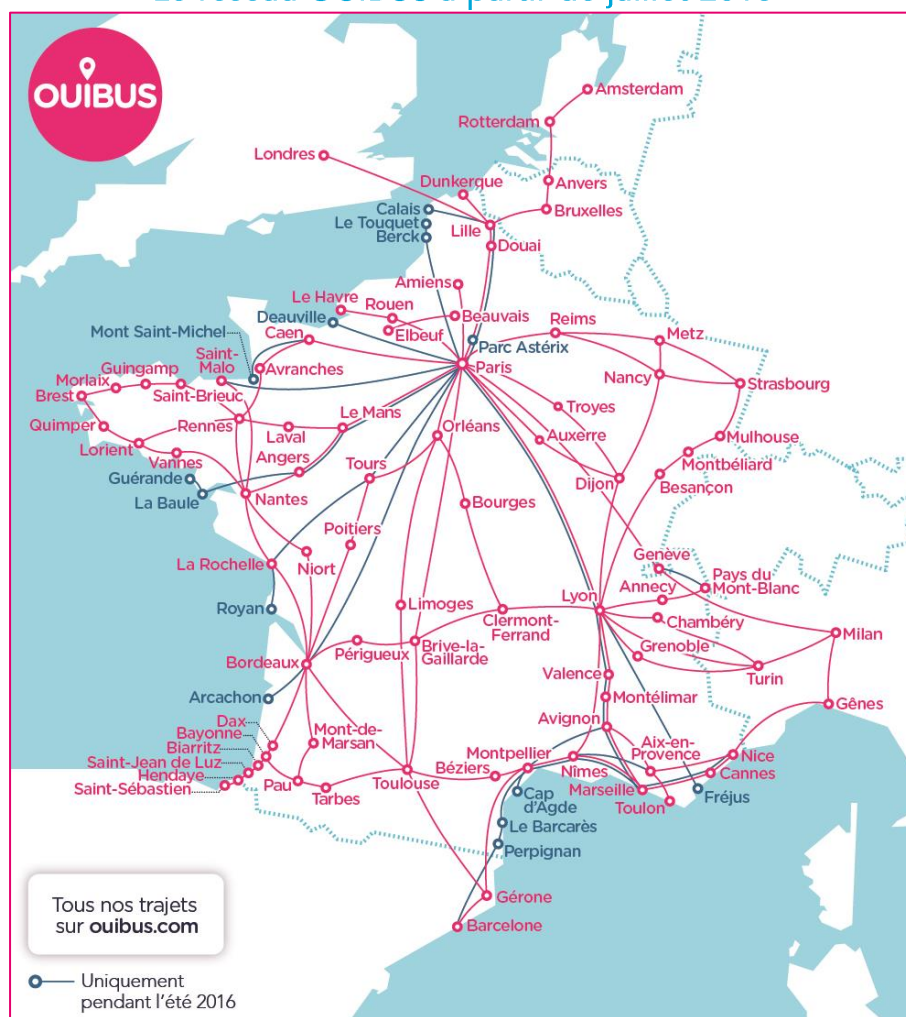 Le réseau OUIBUS à partir de juillet 2016
OUIBUS
Amsterdam
Rotterdam
Londres
Dunkerque
Anvers
Calais
Le Touquet
Berck
Lille
Bruxelles
Douai
Amiens
Le Havre
Rouen
Deauville
Beauvais
Reims
Mont Saint-Michel
Caen
Elbeuf
Parc Astérix
Metz
Saint-
Malo
Guingamp
Avranches
Paris
Morlaix
Nancy
Strasbourg
Brest
Saint-Brieuc
Le Mans
Troyes
Quimper
Rennes
Orléans
Laval
Auxerre
Mulhouse
Lorient
Angers
Vannes
Tours
Montbéliard
Guérande
Dijon
Besançon
La Baule
Nantes
Bourges
Poitiers
Genève
La Rochelle
Niort
Annecy
Pays du
Mont-Blanc
Lyon
Royan
Limoges
Clermont-
Ferrand
Chambéry
Milan
Grenoble
Bordeaux
Périgueux
Brive-la-
Gaillarde
Turin
Valence
Arcachon
Montélimar
Gênes
Dax
Mont-de-
Marsan
Avignon
Bayonne
Aix-en-
Provence
Biarritz
Montpellier
Nice
Saint-Jean de Luz
Béziers
Nîmes
Cannes
Hendaye
Toulouse
Marseille
Saint-Sébastien
Pau
Tarbes
Cap
d'Agde
Toulon
Fréjus
Le Barcarès
Perpignan
Gérone
Barcelone
Tous nos trajets
sur ouibus.com
Uniquement
pendant l'été 2016